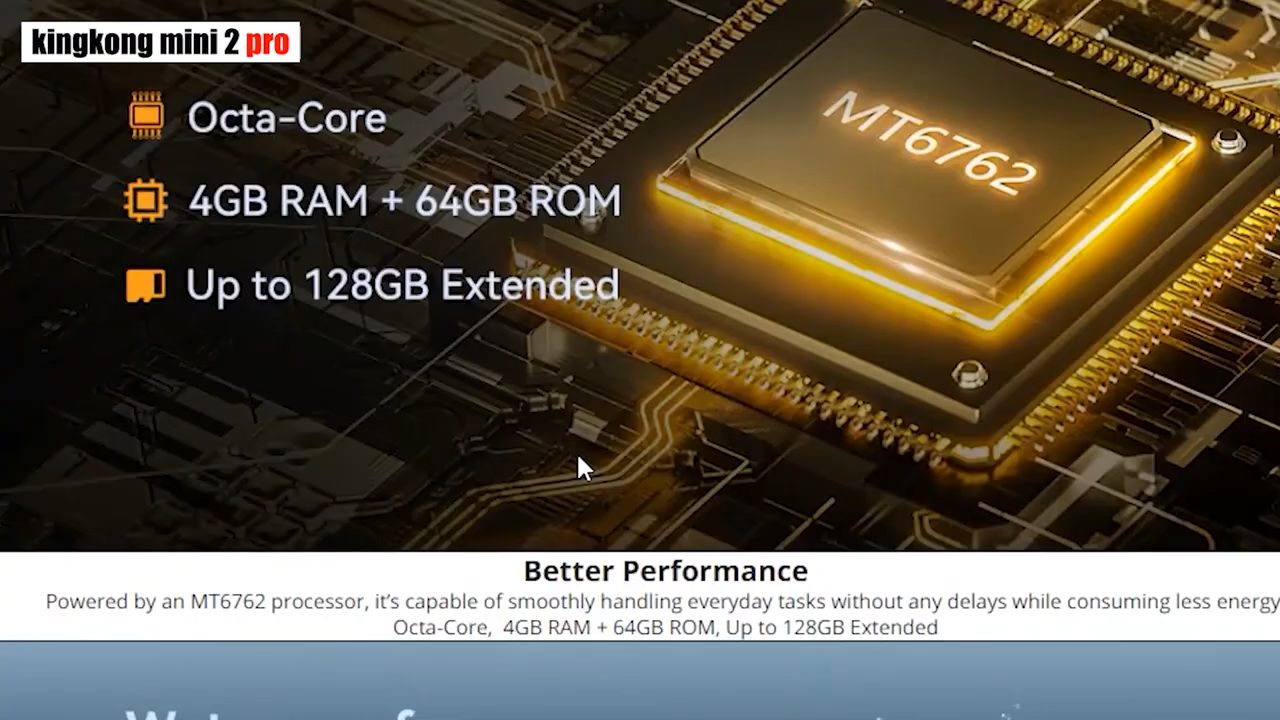 kingkong mini 2 pro
Octa-Core
4GB RAM + 64GB ROM
Up to 128GB Extended
MT6762
Better Performance
Powered by an MT6762 processor, it's capable of smoothly handling everyday tasks without any delays while consuming less energy
Octa-Core, 4GB RAM + 64GB ROM, Up to 128GB Extended